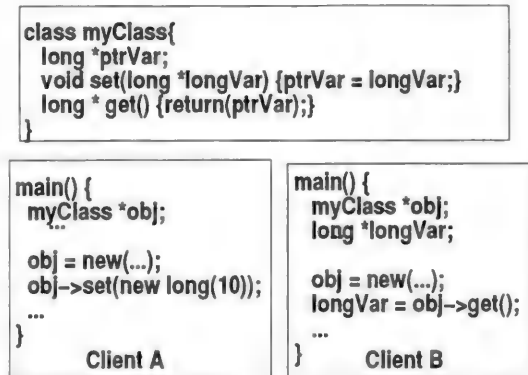 class myClass{
long *ptrVar;
void set(long *longVar) {ptrVar = longVar;}
long * get() {return(ptrVar);}
}
main() {
myClass *obj;
...
obj = new(...);
obj->set(new long(10));
...
}
Client A
main() {
myClass *obj;
long *longVar;
obj = new(...);
longVar = obj->get();
...
}
Client B